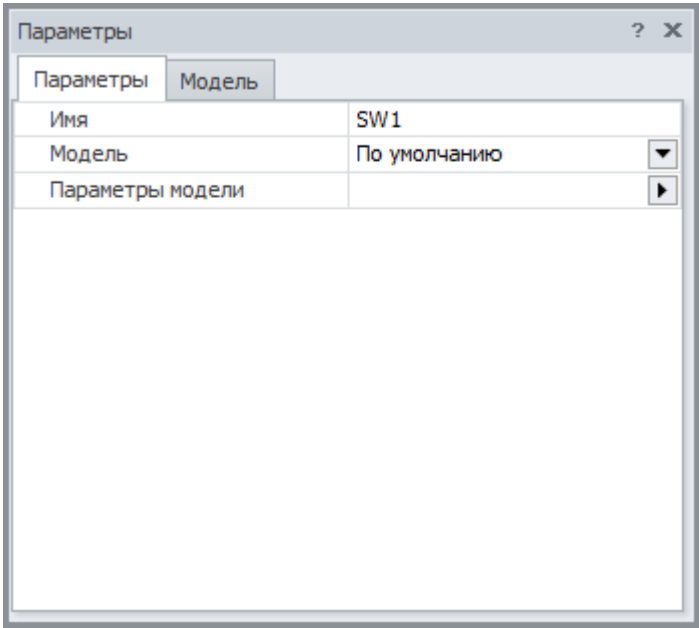 Параметры
Параметры Модель
Имя SW1
Модель По умолчанию
Параметры модели